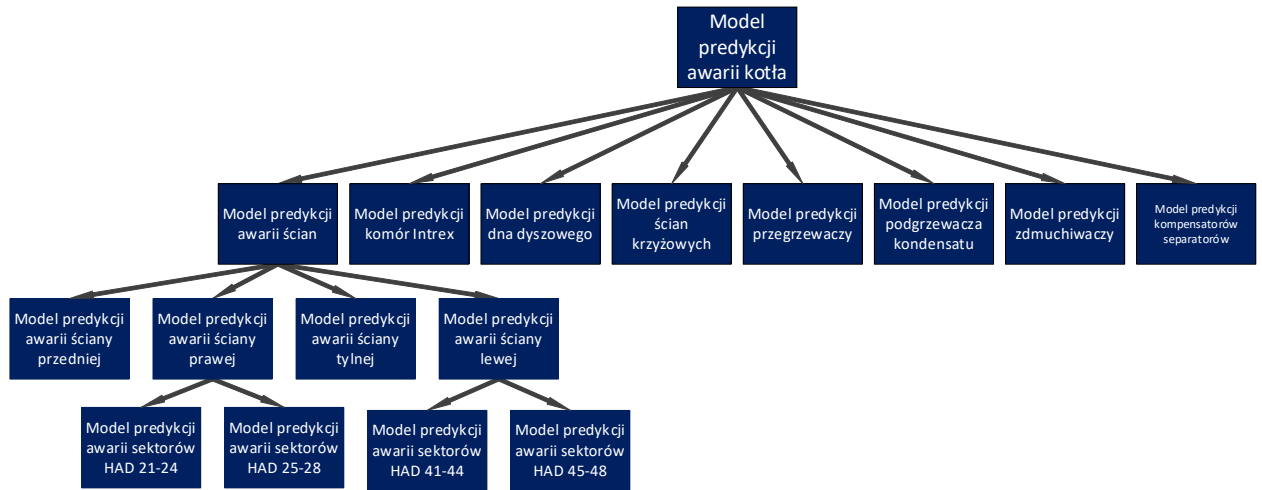 Model
predykcji
awarii kotła
Model predykcji
awarii ścian
Model predykcji
komór Intrex
Model predykcji
dna dyszowego
Model predykcji
ścian
krzyżowych
Model predykcji
przegrzewaczy
Model predykcji
podgrzewacza
kondensatu
Model predykcji
zdmuchiwaczy
Model predykcji
kompensatorów
separatorów
Model predykcji
awarii ściany
przedniej
Model predykcji
awarii ściany
prawej
Model predykcji
awarii ściany
tylnej
Model predykcji
awarii ściany
lewej
Model predykcji
awarii sektorów
HAD 21-24
Model predykcji
awarii sektorów
HAD 25-28
Model predykcji
awarii sektorów
HAD 41-44
Model predykcji
awarii sektorów
HAD 45-48